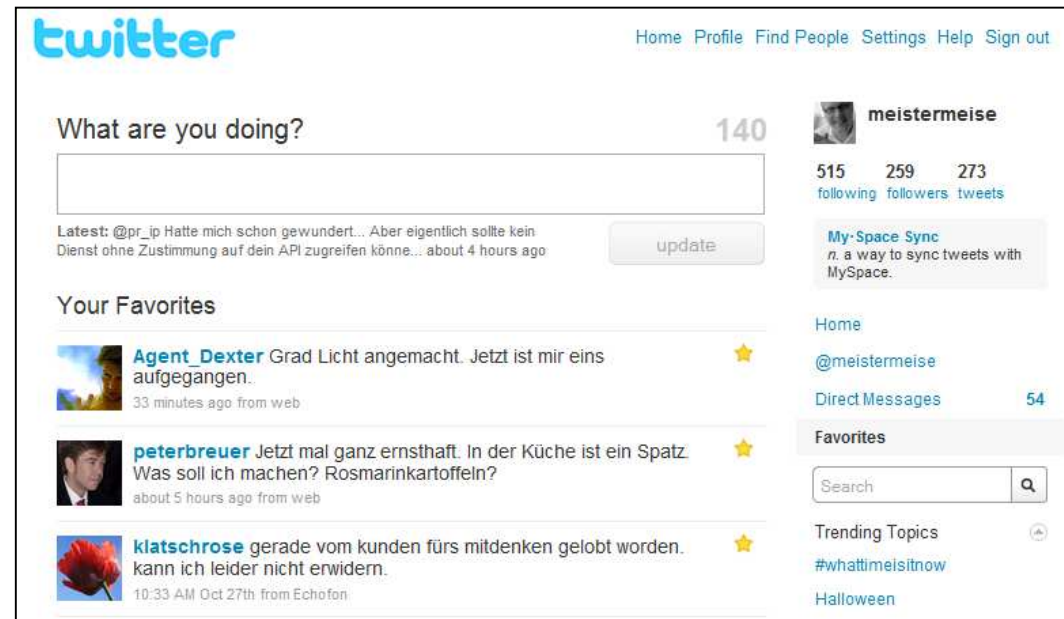 twitter
Home Profile Find People Settings Help Sign out
What are you doing?
140
Latest: @pr_ip Hatte mich schon gewundert... Aber eigentlich sollte kein
Dienst ohne Zustimmung auf dein API zugreifen könne... about 4 hours ago
update
Your Favorites
Agent_Dexter Grad Licht angemacht. Jetzt ist mir eins
aufgegangen.
33 minutes ago from web
peterbreuer Jetzt mal ganz ernsthaft. In der Küche ist ein Spatz.
Was soll ich machen? Rosmarinkartoffeln?
about 5 hours ago from web
klatschrose gerade vom kunden fürs mitdenken gelobt worden.
kann ich leider nicht erwidern.
10:33 AM Oct 27th from Echofon
meistermeise
515 259 273
following followers tweets
My·Space Sync
n. a way to sync tweets with
MySpace.
Home
@meistermeise
Direct Messages 54
Favorites
Search
Trending Topics
#whattimeisitnow
Halloween